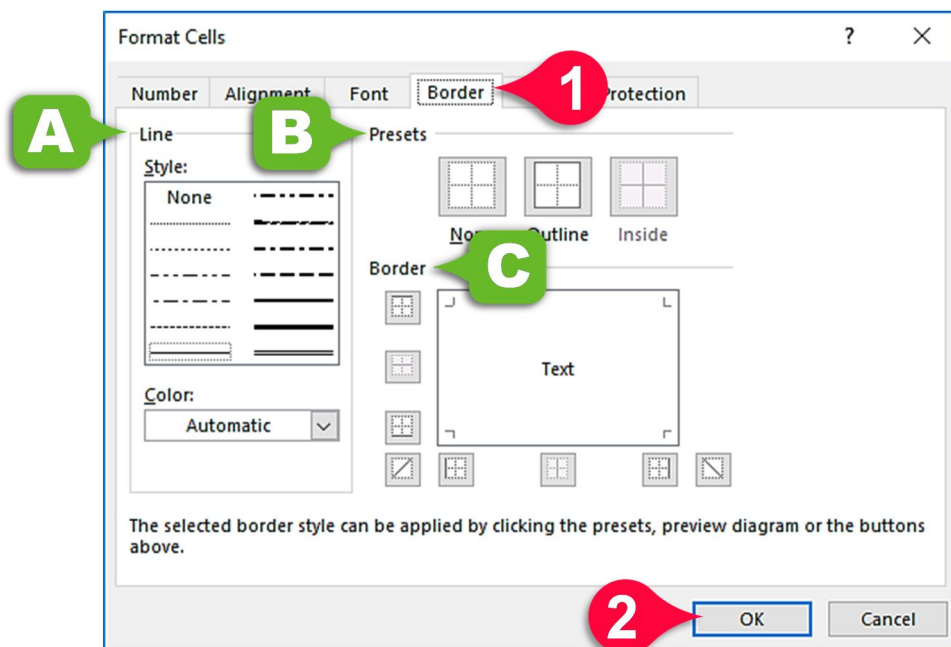 Format Cells ? ×
Number Alignment Font Border 1 Protection
A Line B Presets
Style:
None
None Outline Inside
Border C
Text
Color:
Automatic
The selected border style can be applied by clicking the presets, preview diagram or the buttons
above.
2 OK Cancel